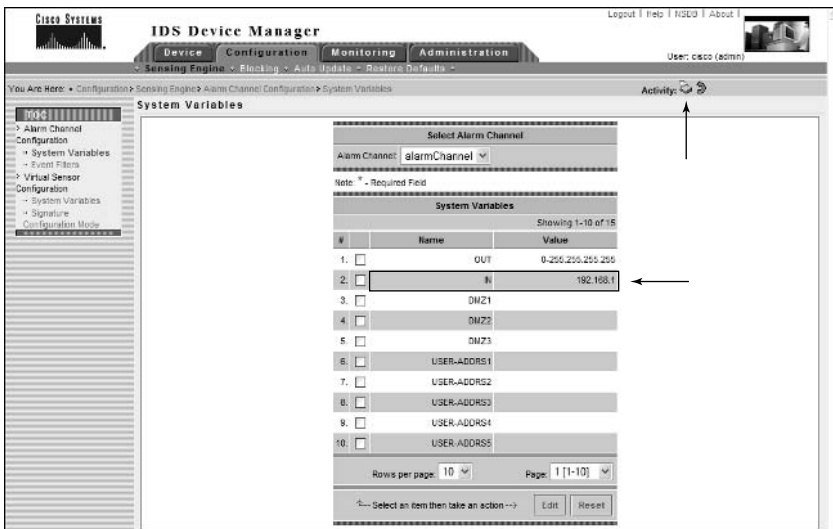 CISCO SYSTEMS
IDS Device Manager
Logout | Help | NSDB | About |
Device Configuration Monitoring Administration
User: cisco (admin)
Sensing Engine Blocking Auto Update Restore Defaults
You Are Here: • Configuration > Sensing Engine > Alarm Channel Configuration > System Variables
Activity:
System Variables
TOC
> Alarm Channel Configuration
System Variables
Event Filters
> Virtual Sensor Configuration
System Variables
Signature Configuration Mode
Select Alarm Channel
Alarm Channel: alarmChannel
Note: * - Required Field
System Variables
Showing 1-10 of 15
# Name Value
1. OUT 0-255.255.255.255
2. IN 192.168.1
3. DMZ1
4. DMZ2
5. DMZ3
6. USER-ADDRS1
7. USER-ADDRS2
8. USER-ADDRS3
9. USER-ADDRS4
10. USER-ADDRS5
Rows per page: 10 Page: 1 [1-10]
Select an item then take an action --> Edit Reset